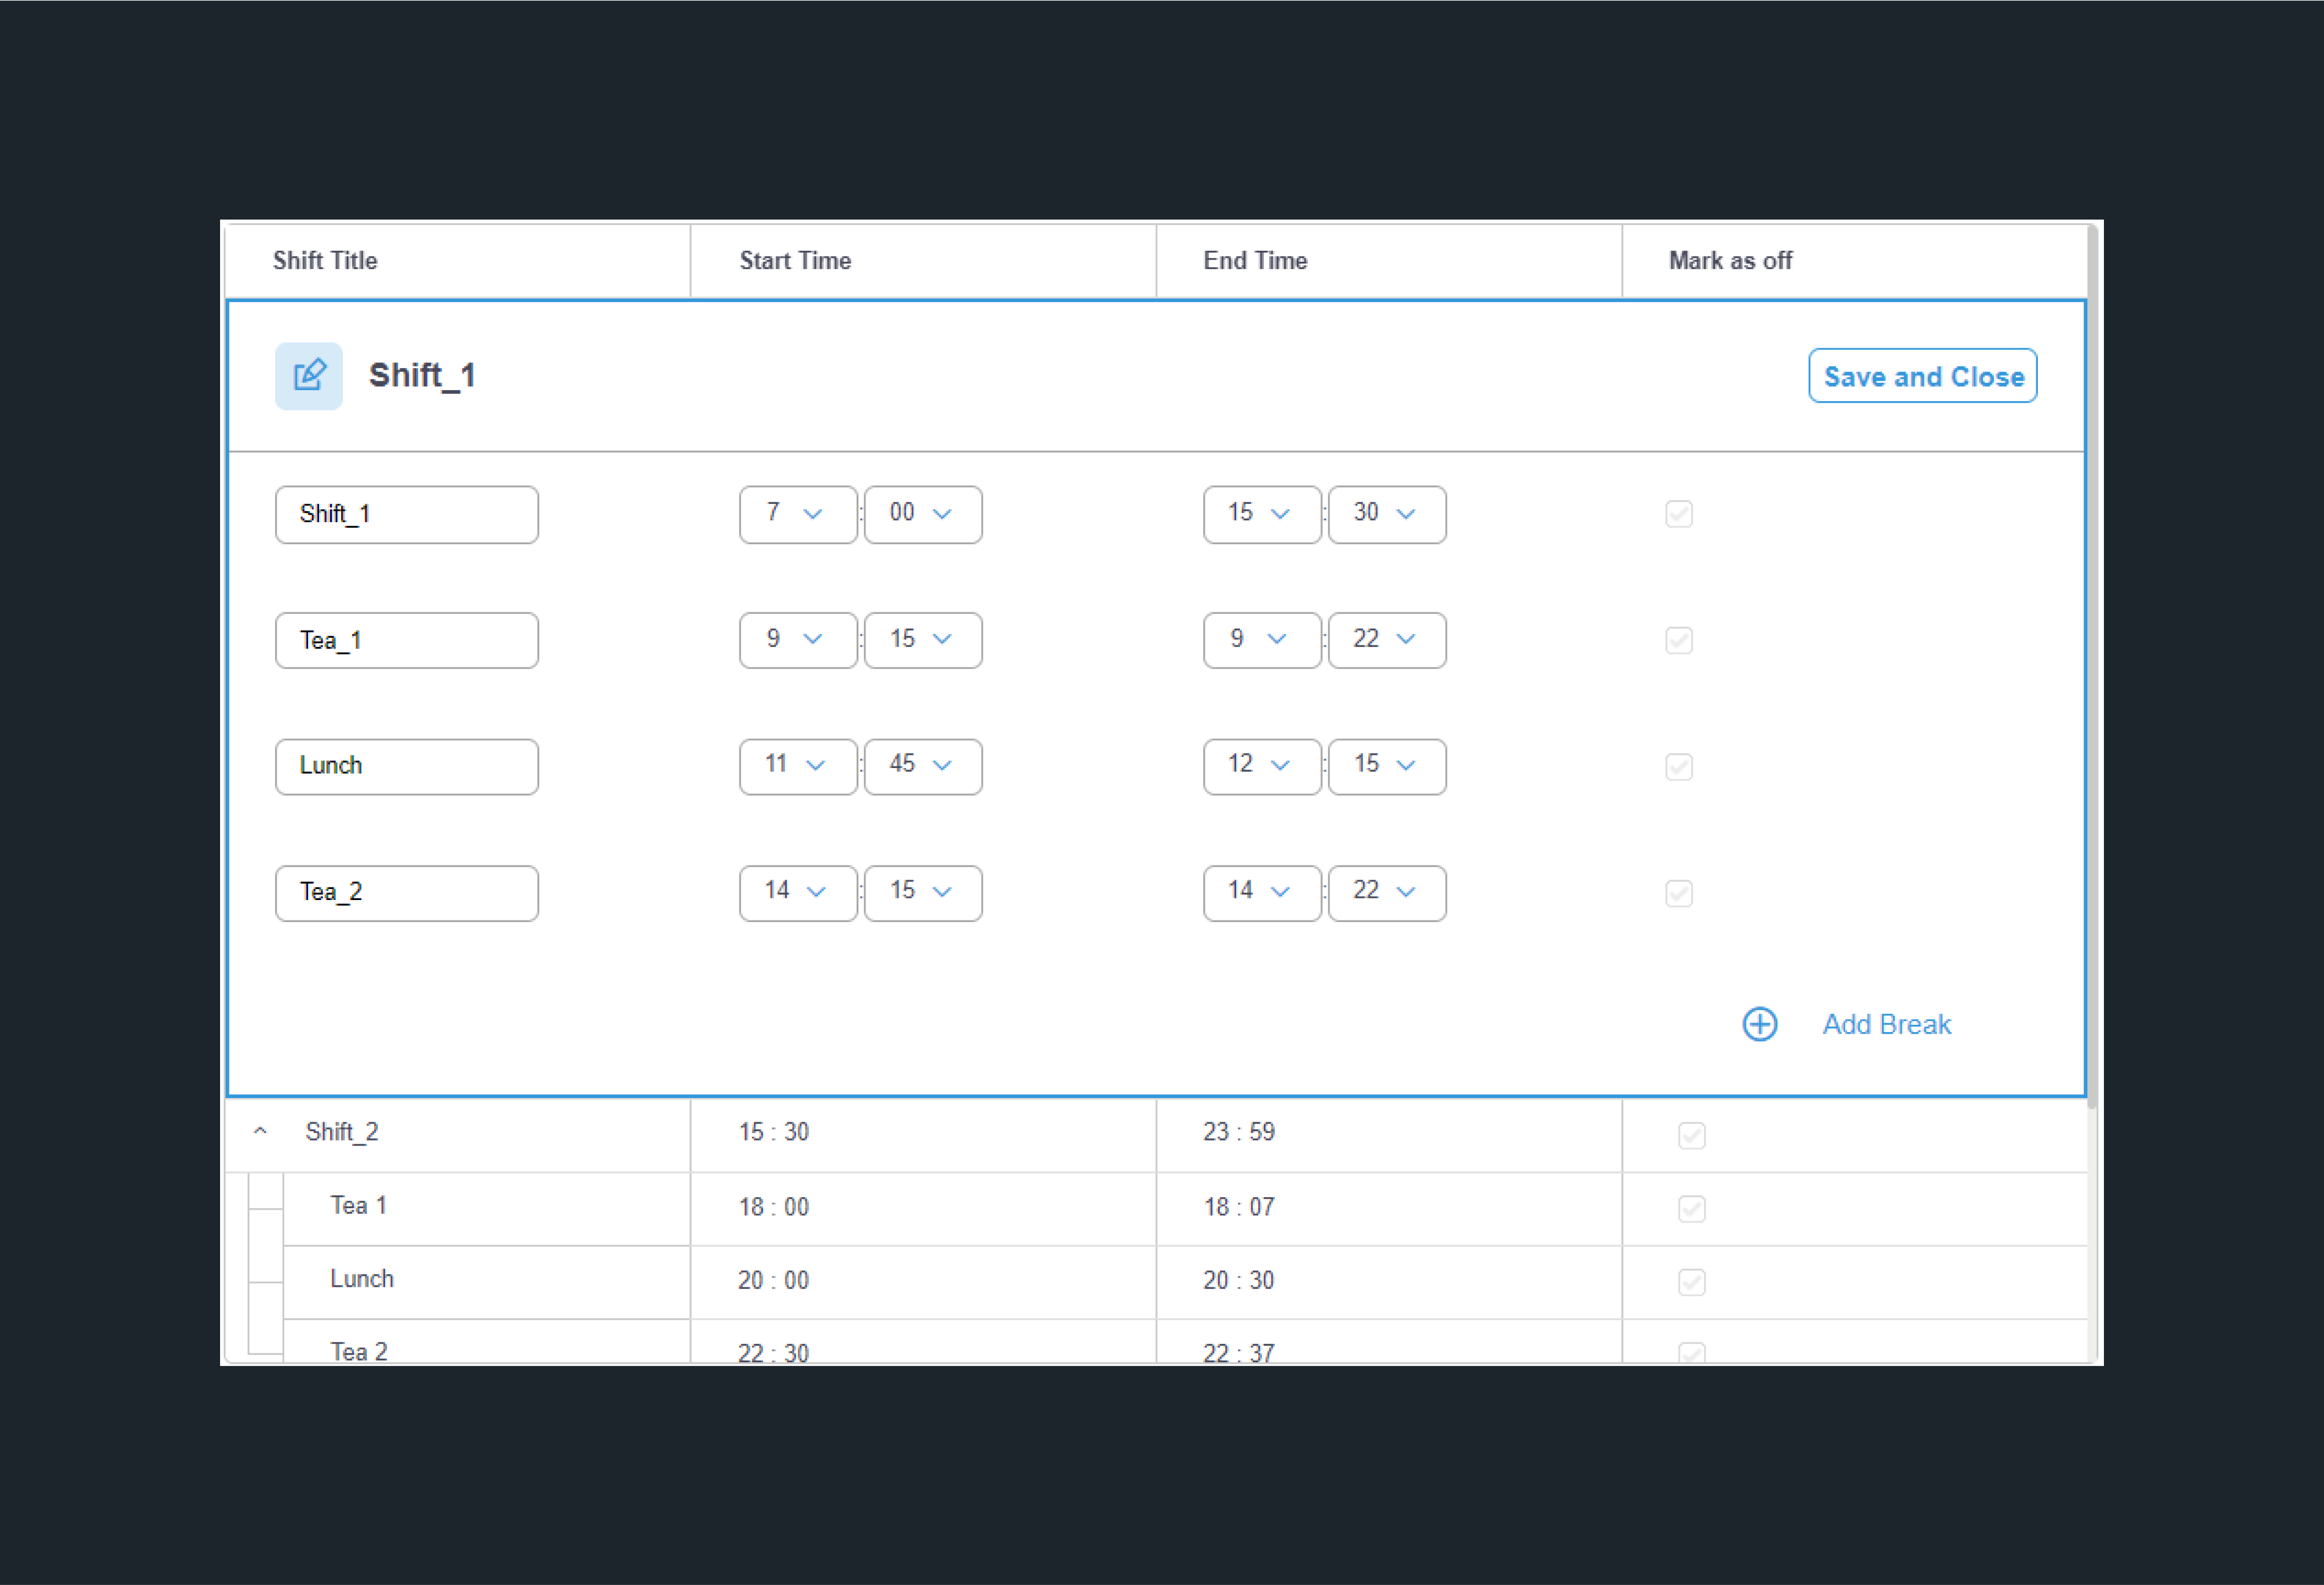 Shift Title Start Time End Time Mark as off
Shift_1 Save and Close
Shift_1 7 : 00 15 : 30
Tea_1 9 : 15 9 : 22
Lunch 11 : 45 12 : 15
Tea_2 14 : 15 14 : 22
Add Break
Shift_2 15 : 30 23 : 59
Tea 1 18 : 00 18 : 07
Lunch 20 : 00 20 : 30
Tea 2 22 : 30 22 : 37